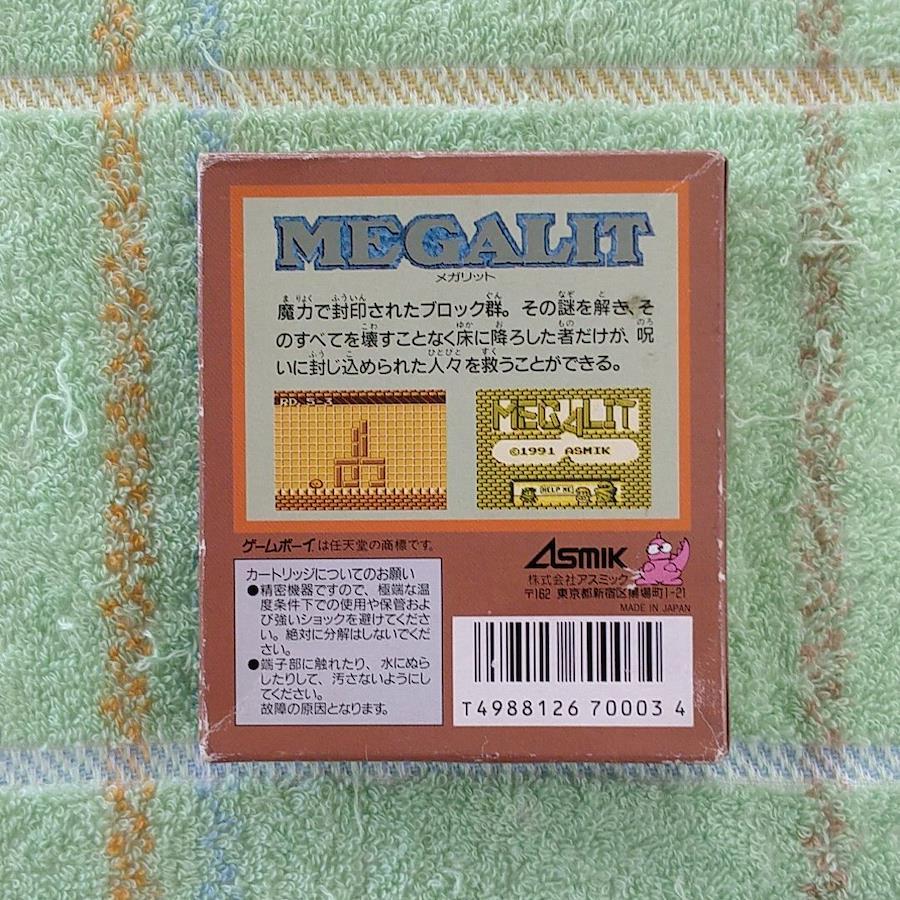 MEGALIT
メガリット
魔力で封印されたブロック群。その謎を解き、そ
のすべてを壊すことなく床に降ろした者だけが、呪
いに封じ込められた人々を救うことができる。
RD. 5-3
MEGALIT
©1991 ASMIK
HELP ME
ゲームボーイは任天堂の商標です。
カートリッジについてのお願い
●精密機器ですので、極端な温
度条件下での使用や保管およ
び強いショックを避けてくださ
い。絶対に分解はしないでくだ
さい。
●端子部に触れたり、水にぬら
したりして、汚さないようにし
てください。
故障の原因となります。
ASMIK
株式会社アスミック
〒162 東京都新宿区揚場町1-21
MADE IN JAPAN
T4988126 70003 4